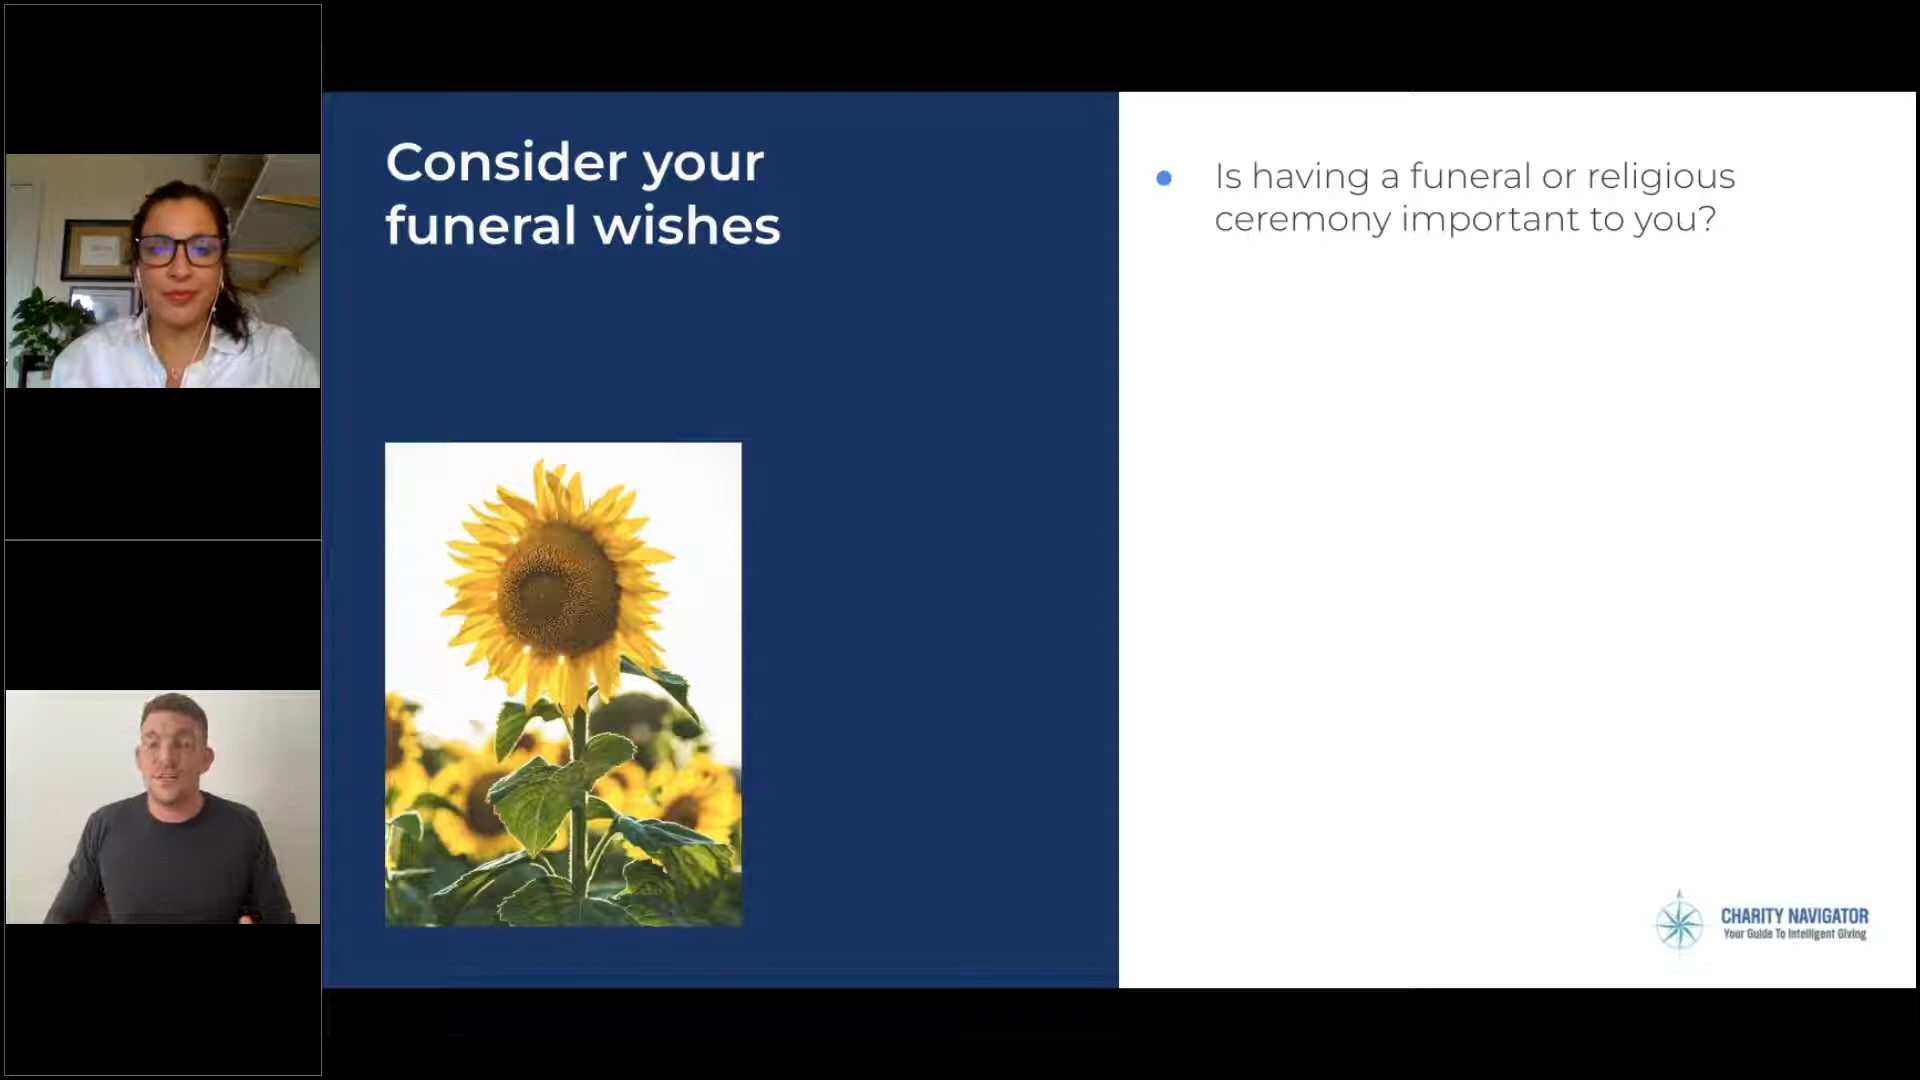 Consider your
funeral wishes
Is having a funeral or religious
ceremony important to you?
CHARITY NAVIGATOR
Your Guide To Intelligent Giving